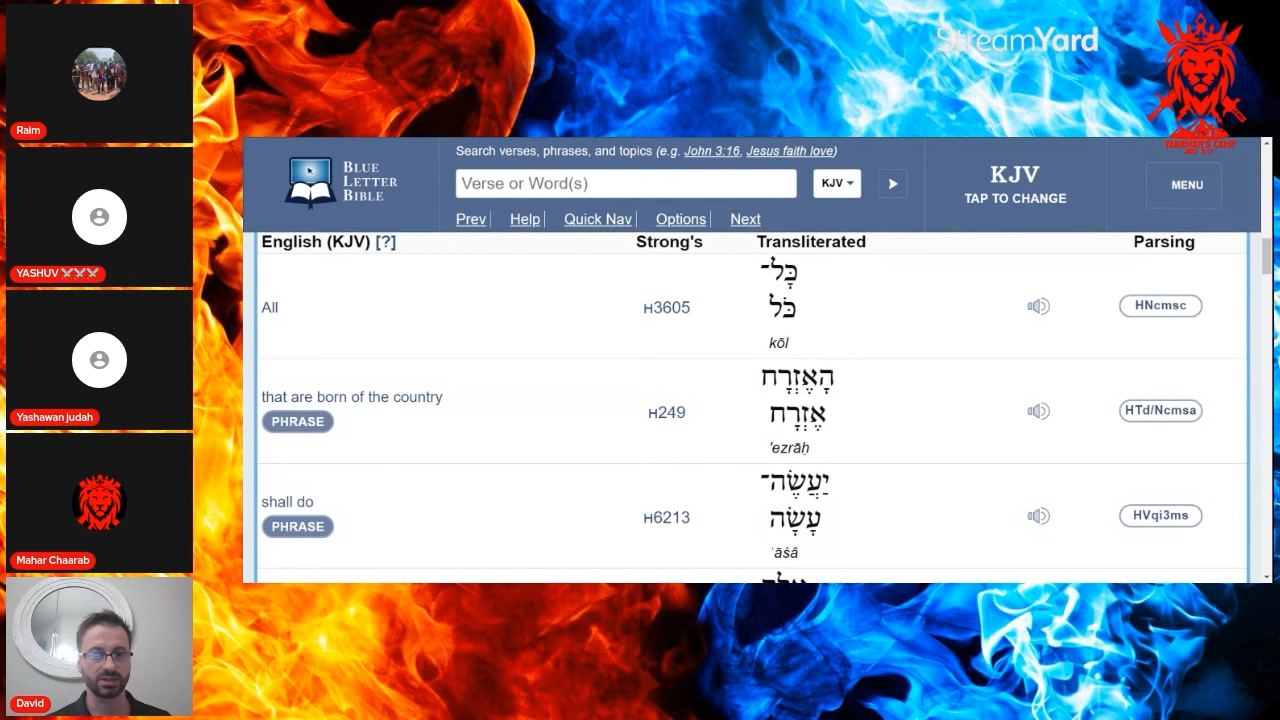 StreamYard
YAHAWAH'S CAMP
Raim
YASHUV ⚔⚔⚔
Yashawan judah
Mahar Chaarab
David
BLUE
LETTER
BIBLE
Search verses, phrases, and topics (e.g. John 3:16, Jesus faith love)
Verse or Word(s)
KJV
Prev
Help
Quick Nav
Options
Next
KJV
TAP TO CHANGE
MENU
English (KJV) [?] Strong's Transliterated Parsing
All H3605 כָּל־ HNcmsc
כֹּל
kōl
that are born of the country H249 הָאֶזְרָח HTd/Ncmsa
PHRASE אֶזְרָח
'ezrāḥ
shall do H6213 יַעֲשֶׂה־ HVqi3ms
PHRASE עָשָׂה
ʿāśâ